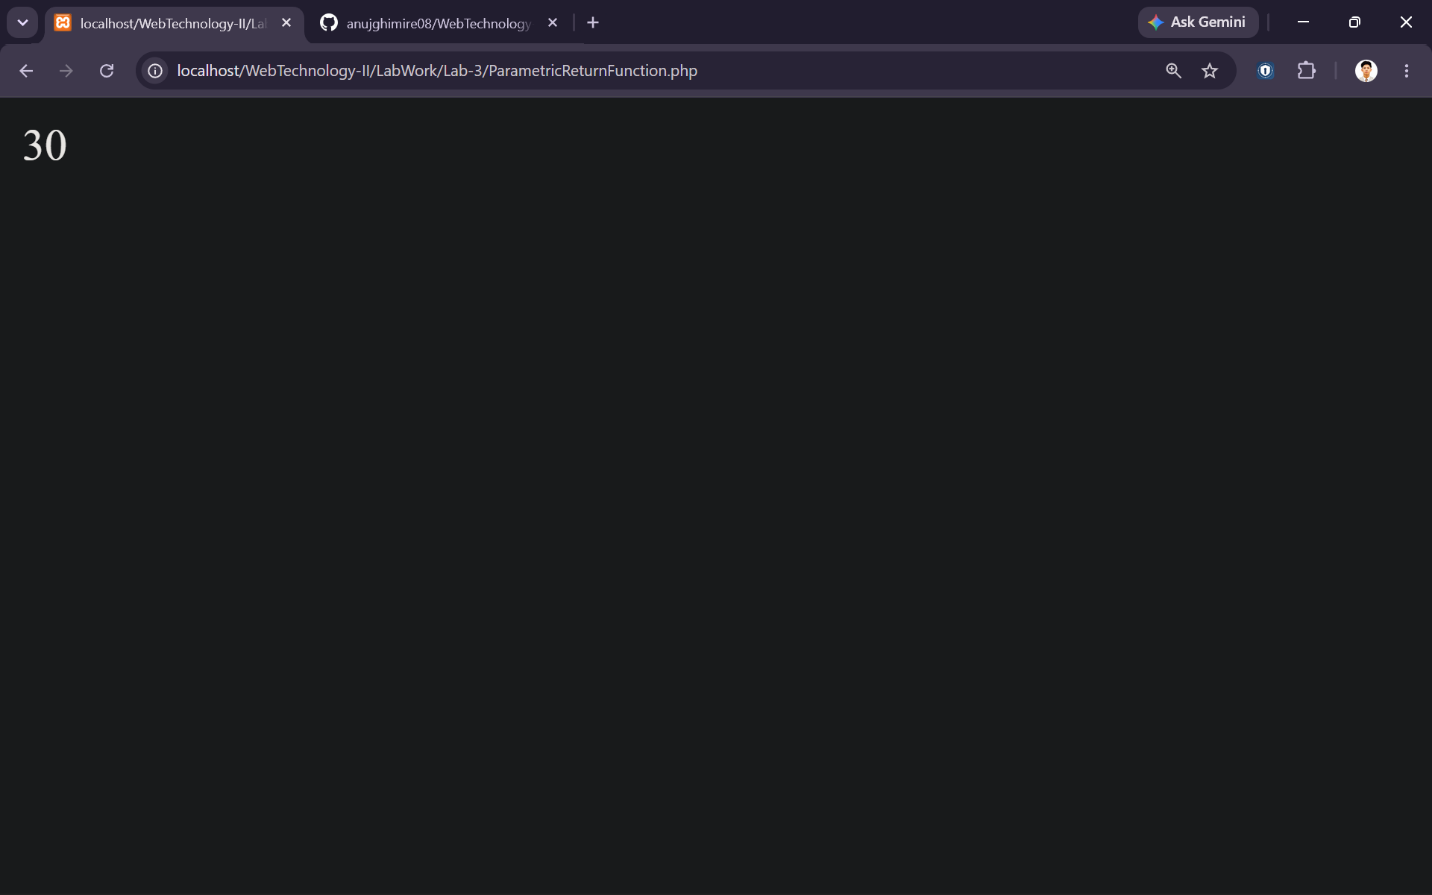 localhost/WebTechnology-II/La
anujghimire08/WebTechnology
Ask Gemini
localhost/WebTechnology-II/LabWork/Lab-3/ParametricReturnFunction.php
30